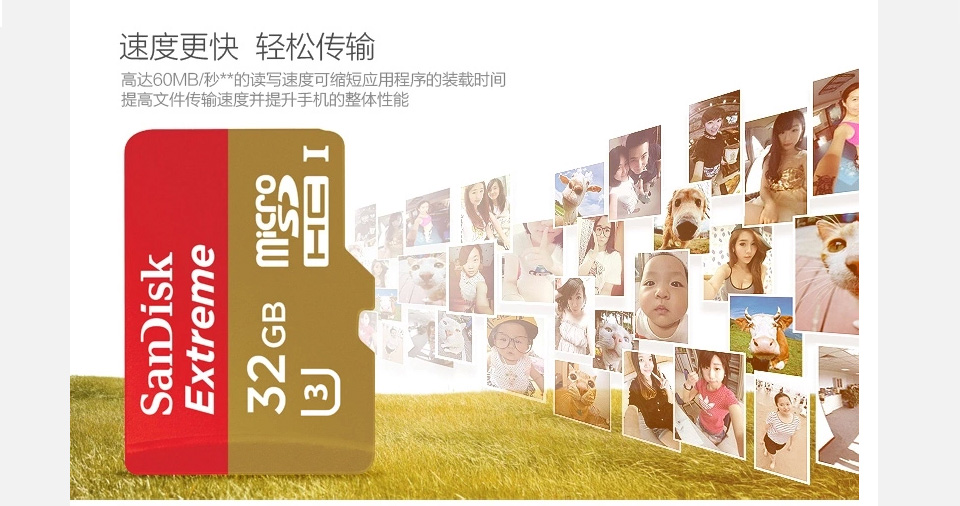 速度更快 轻松传输
高达60MB/秒**的读写速度可缩短应用程序的装载时间
提高文件传输速度并提升手机的整体性能
SanDisk
Extreme
microSD
HC I
32GB
U3